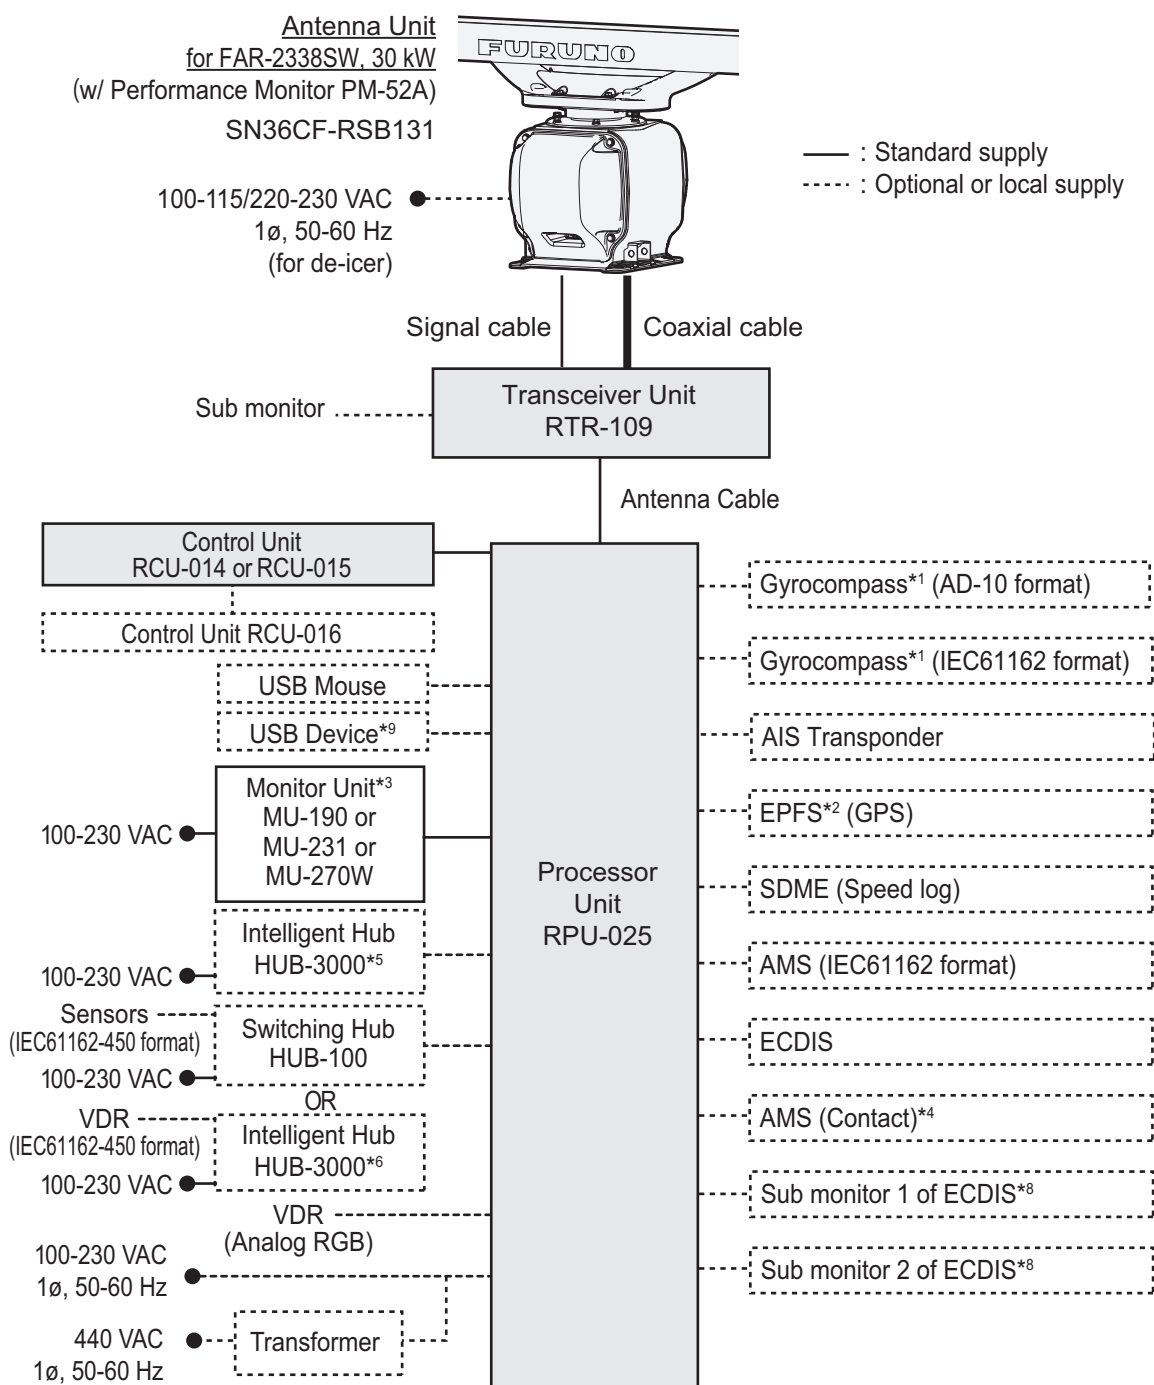 Antenna Unit
for FAR-2338SW, 30 kW
(w/ Performance Monitor PM-52A)
SN36CF-RSB131
FURUNO
: Standard supply
: Optional or local supply
100-115/220-230 VAC
1ø, 50-60 Hz
(for de-icer)
Signal cable
Coaxial cable
Sub monitor
Transceiver Unit
RTR-109
Antenna Cable
Control Unit
RCU-014 or RCU-015
Control Unit RCU-016
USB Mouse
USB Device*9
Monitor Unit*3
MU-190 or
MU-231 or
MU-270W
100-230 VAC
Intelligent Hub
HUB-3000*5
100-230 VAC
Sensors
(IEC61162-450 format)
Switching Hub
HUB-100
100-230 VAC
OR
VDR
(IEC61162-450 format)
Intelligent Hub
HUB-3000*6
100-230 VAC
VDR
(Analog RGB)
100-230 VAC
1ø, 50-60 Hz
440 VAC
1ø, 50-60 Hz
Transformer
Processor
Unit
RPU-025
Gyrocompass*1 (AD-10 format)
Gyrocompass*1 (IEC61162 format)
AIS Transponder
EPFS*2 (GPS)
SDME (Speed log)
AMS (IEC61162 format)
ECDIS
AMS (Contact)*4
Sub monitor 1 of ECDIS*8
Sub monitor 2 of ECDIS*8